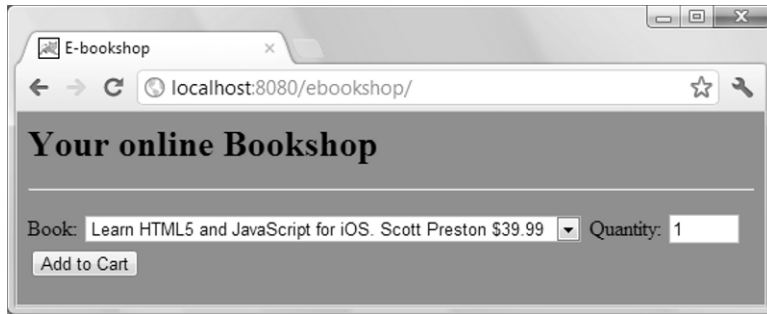 E-bookshop
localhost:8080/ebookshop/
Your online Bookshop
Book: Learn HTML5 and JavaScript for iOS. Scott Preston $39.99 Quantity: 1
Add to Cart